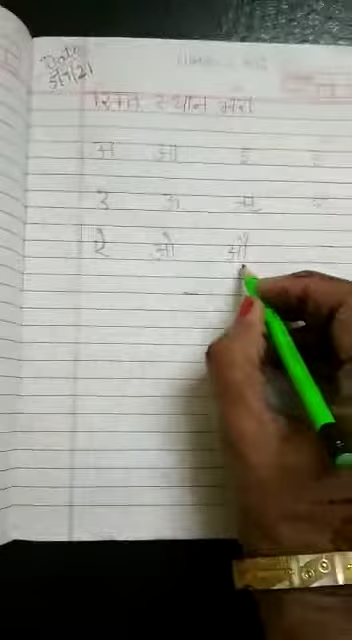 Date
रिक्त स्थान भरो
अ आ इ ई
उ ऊ ए
ऐ ओ औ